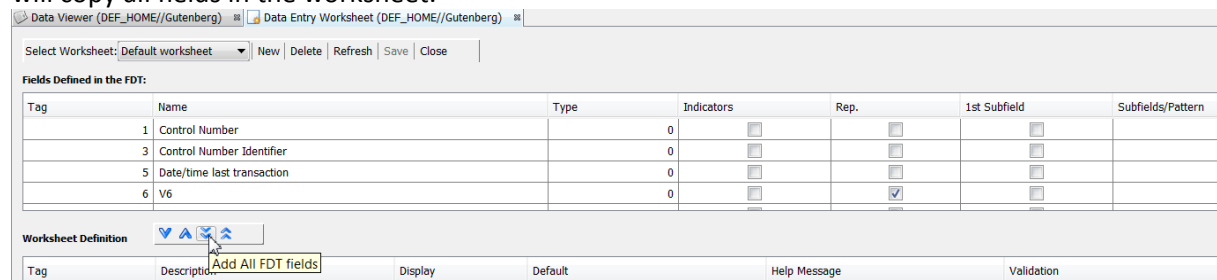 will copy all fields in the worksheet.
Data Viewer (DEF_HOME//Gutenberg) Data Entry Worksheet (DEF_HOME//Gutenberg)
Select Worksheet: Default worksheet New Delete Refresh Save Close
Fields Defined in the FDT:
Tag Name Type Indicators Rep. 1st Subfield Subfields/Pattern
1 Control Number 0
3 Control Number Identifier 0
5 Date/time last transaction 0
6 V6 0
Worksheet Definition
Add All FDT fields
Tag Description Display Default Help Message Validation